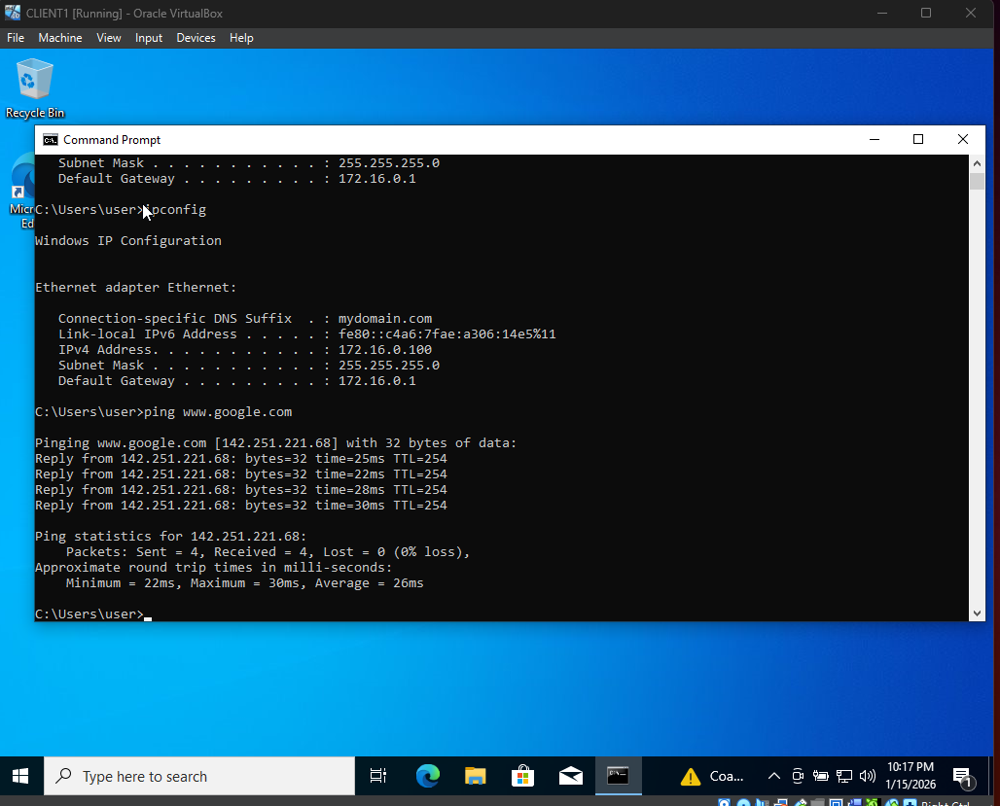 CLIENT1 [Running] - Oracle VirtualBox
File Machine View Input Devices Help
Recycle Bin
Command Prompt
Subnet Mask . . . . . . . . . . . : 255.255.255.0
Default Gateway . . . . . . . . . : 172.16.0.1
Micr
Ed
C:\Users\user>ipconfig
Windows IP Configuration
Ethernet adapter Ethernet:
Connection-specific DNS Suffix  . : mydomain.com
Link-local IPv6 Address . . . . . : fe80::c4a6:7fae:a306:14e5%11
IPv4 Address. . . . . . . . . . . : 172.16.0.100
Subnet Mask . . . . . . . . . . . : 255.255.255.0
Default Gateway . . . . . . . . . : 172.16.0.1
C:\Users\user>ping www.google.com
Pinging www.google.com [142.251.221.68] with 32 bytes of data:
Reply from 142.251.221.68: bytes=32 time=25ms TTL=254
Reply from 142.251.221.68: bytes=32 time=22ms TTL=254
Reply from 142.251.221.68: bytes=32 time=28ms TTL=254
Reply from 142.251.221.68: bytes=32 time=30ms TTL=254
Ping statistics for 142.251.221.68:
Packets: Sent = 4, Received = 4, Lost = 0 (0% loss),
Approximate round trip times in milli-seconds:
Minimum = 22ms, Maximum = 30ms, Average = 26ms
C:\Users\user>
Type here to search
Coa...
10:17 PM
1/15/2026
1
Right Ctrl